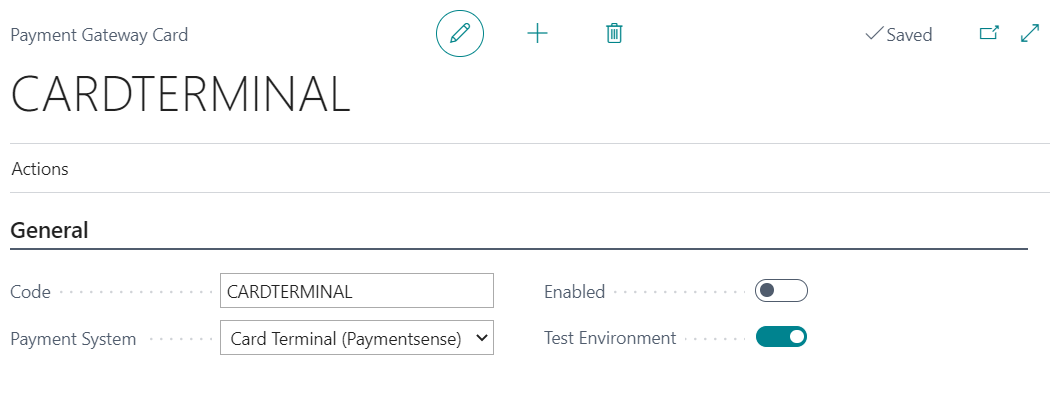 Payment Gateway Card
Saved
CARDTERMINAL
Actions
General
Code CARDTERMINAL Enabled
Payment System Card Terminal (Paymentsense) Test Environment